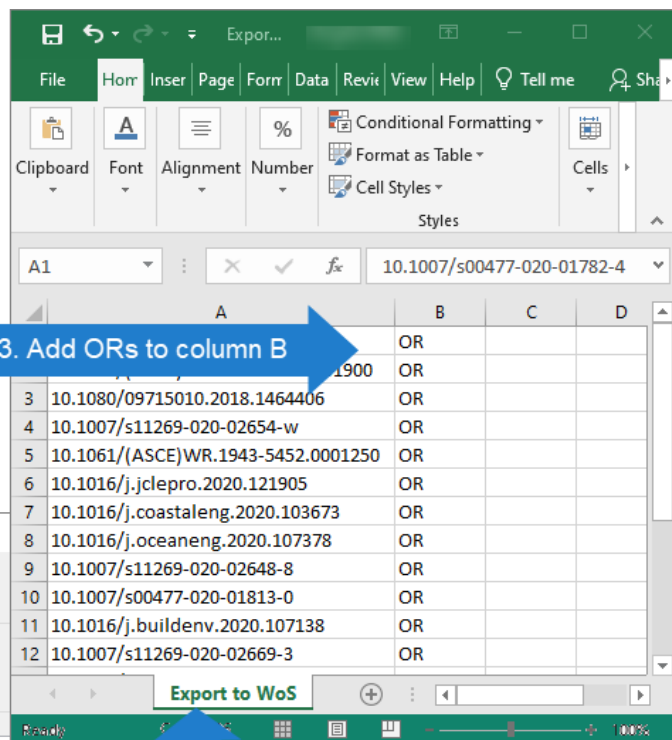 Expor...
File Hom Inser Page Form Data Revie View Help Tell me Sha
Clipboard Font Alignment Number
Conditional Formatting
Format as Table
Cell Styles
Styles
Cells
A1 fx 10.1007/s00477-020-01782-4
A B C D
3. Add ORs to column B
OR
1900 OR
3 10.1080/09715010.2018.1464406 OR
4 10.1007/s11269-020-02654-w OR
5 10.1061/(ASCE)WR.1943-5452.0001250 OR
6 10.1016/j.jclepro.2020.121905 OR
7 10.1016/j.coastaleng.2020.103673 OR
8 10.1016/j.oceaneng.2020.107378 OR
9 10.1007/s11269-020-02648-8 OR
10 10.1007/s00477-020-01813-0 OR
11 10.1016/j.buildenv.2020.107138 OR
12 10.1007/s11269-020-02669-3 OR
Export to WoS
Ready 100%